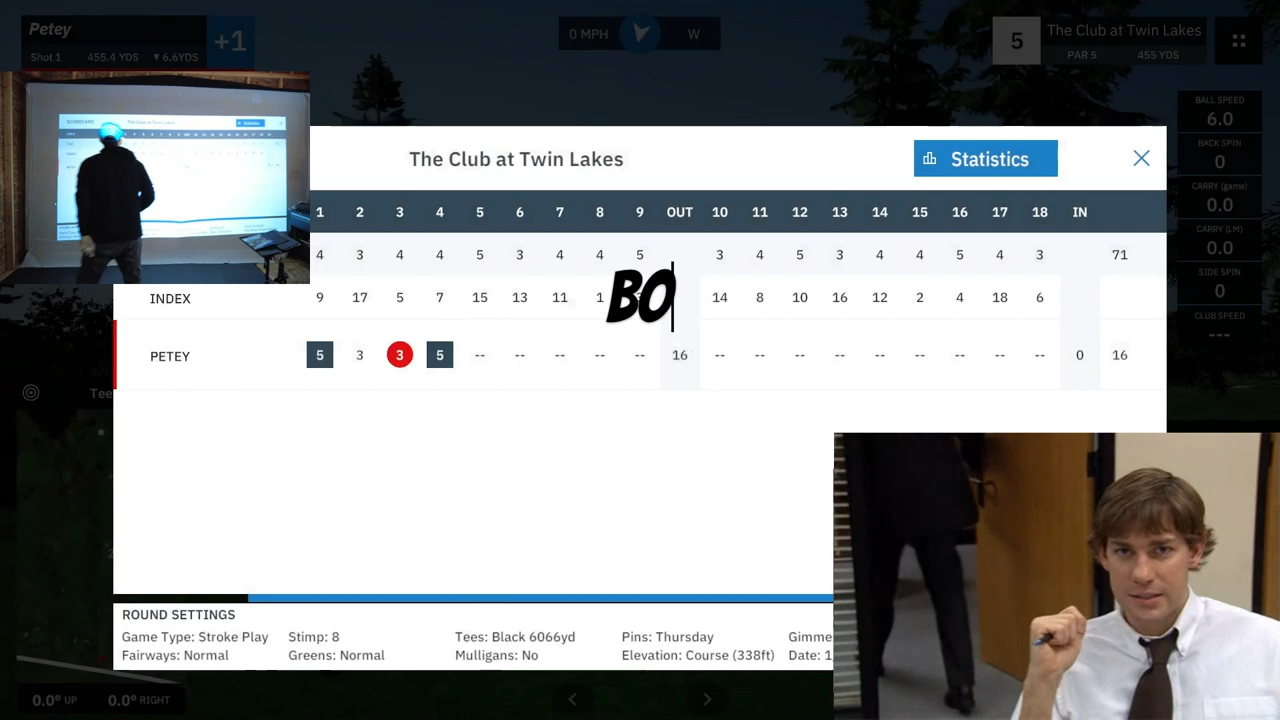 Petey
+1
Shot 1 455.4 YDS ▼ 6.6YDS
0 MPH W
5 The Club at Twin Lakes
PAR 5 455 YDS
BALL SPEED
6.0
BACK SPIN
0
CARRY (game)
0.0
CARRY (LM)
0.0
SIDE SPIN
0
CLUB SPEED
---
The Club at Twin Lakes
Statistics
1 2 3 4 5 6 7 8 9 OUT 10 11 12 13 14 15 16 17 18 IN
4 3 4 4 5 3 4 4 5 3 4 5 3 4 4 5 4 3 71
INDEX 9 17 5 7 15 13 11 1 14 8 10 16 12 2 4 18 6
BO
PETEY 5 3 3 5 -- -- -- -- -- 16 -- -- -- -- -- -- -- -- -- 0 16
Tee
ROUND SETTINGS
Game Type: Stroke Play Stimp: 8 Tees: Black 6066yd Pins: Thursday Gimme
Fairways: Normal Greens: Normal Mulligans: No Elevation: Course (338ft) Date: 1
0.0° UP 0.0° RIGHT